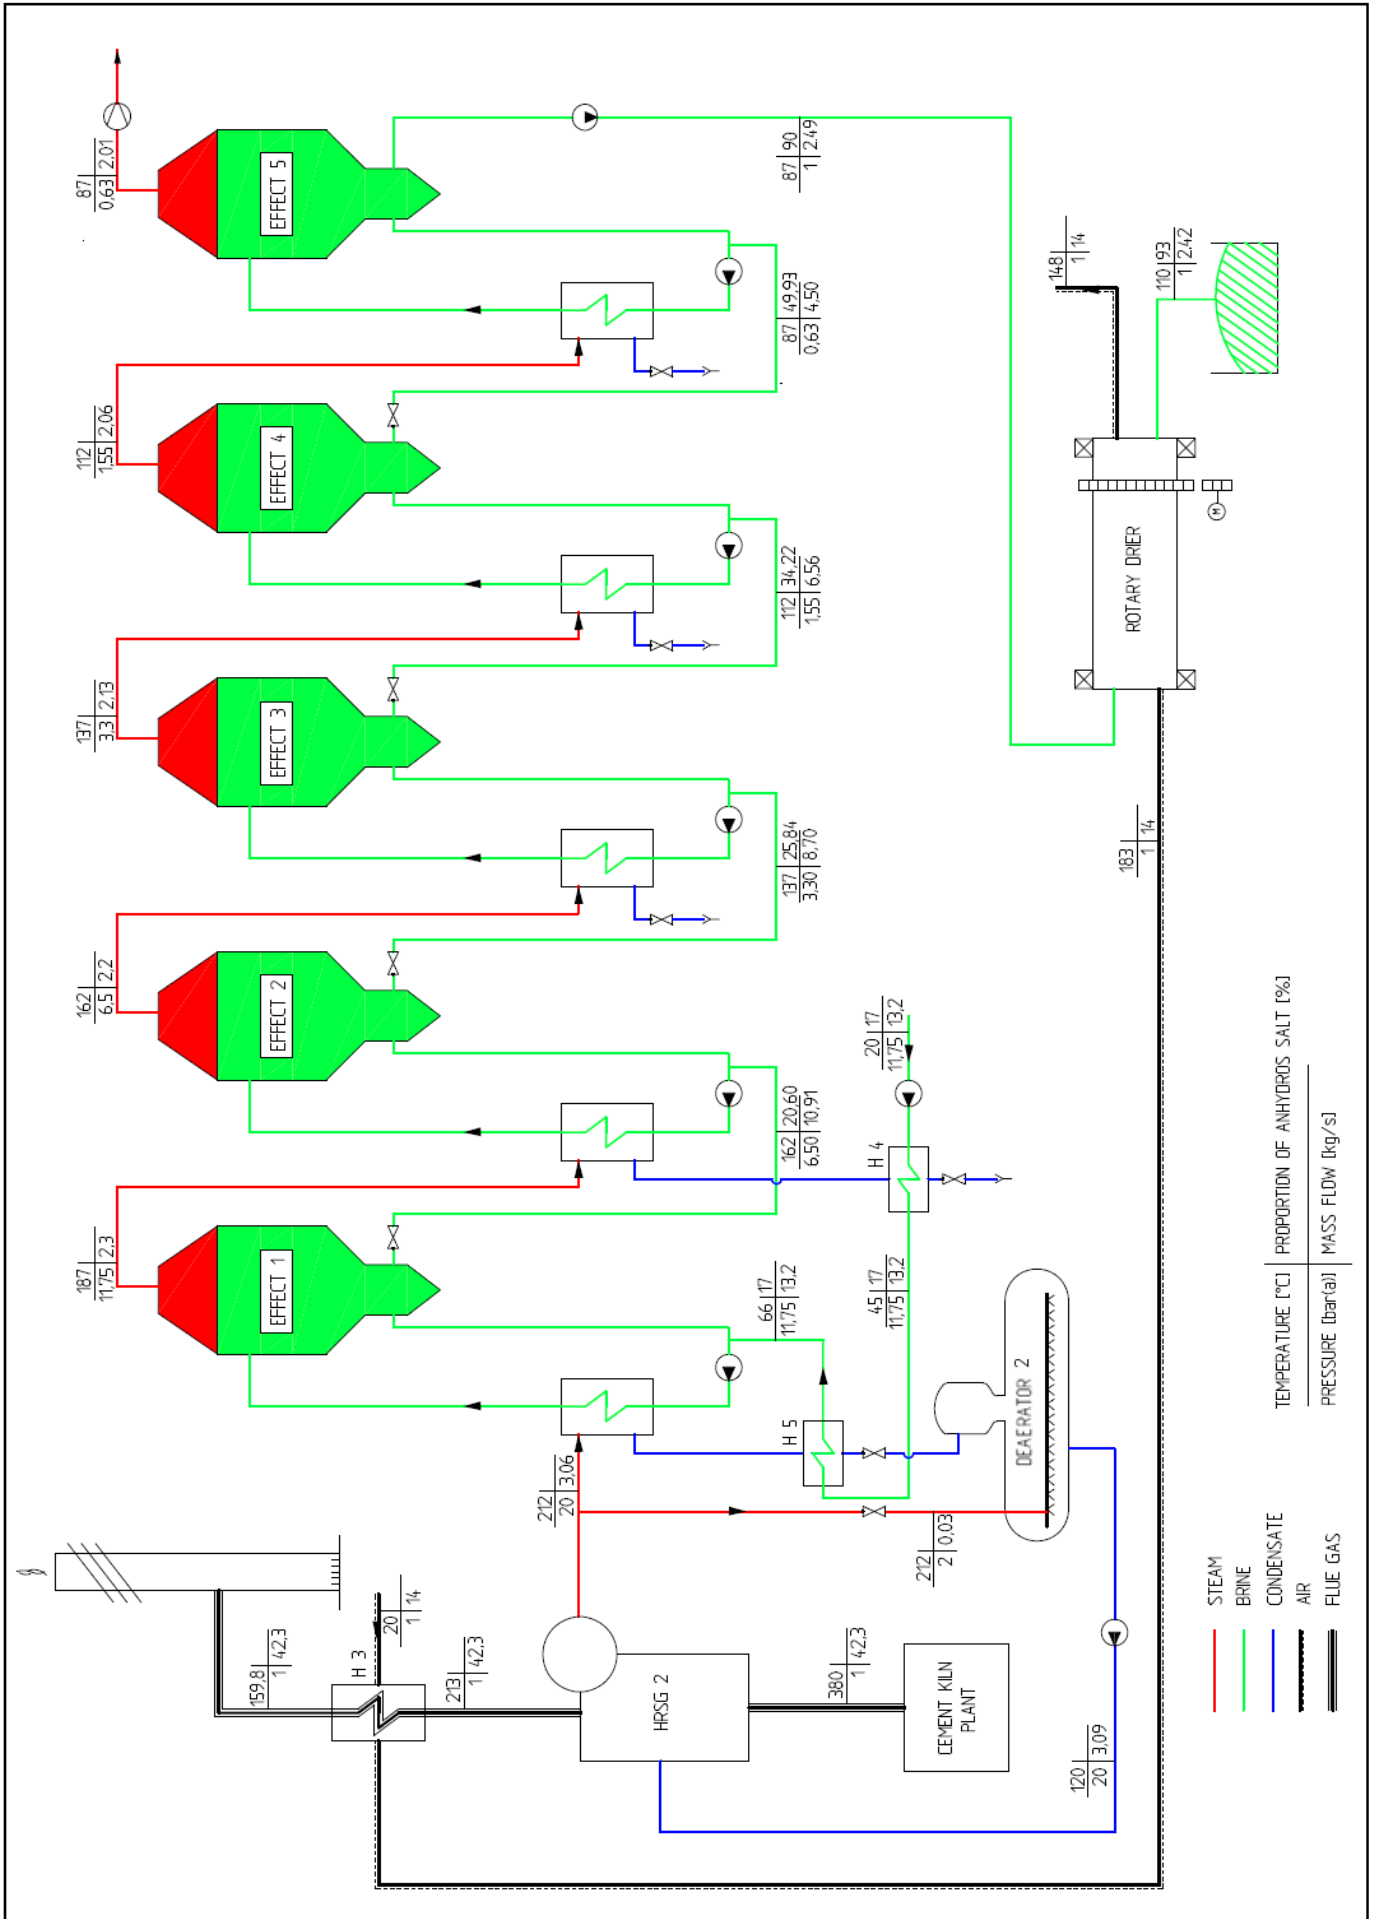 87
0,63 2,01
EFFECT 5
87 90
1 2.49
87 49,93
0,63 4,50
148
1 14
110 93
1 2.42
112 2,06
1,55
EFFECT 4
112 34,22
1,55 6,56
M
ROTARY DRIER
137 2,13
3,3
EFFECT 3
137 25,84
3,30 8,70
183
1 14
162 2,2
6,5
EFFECT 2
162 20,60
6,50 10,91
20 17
11,75 13,2
H 4
187 2,3
11,75
EFFECT 1
66 17
11,75 13,2
45 17
11,75 13,2
H 5
DEAERATOR 2
212 3,06
20
212 0,03
2
20
1 14
159,8 42,3
1
H 3
213 42,3
1
HRSG 2
380 42,3
1
CEMENT KILN
PLANT
120 3,09
20
TEMPERATURE [°C] PROPORTION OF ANHYDROS SALT [%]
PRESSURE [bar(a)] MASS FLOW [kg/s]
STEAM
BRINE
CONDENSATE
AIR
FLUE GAS